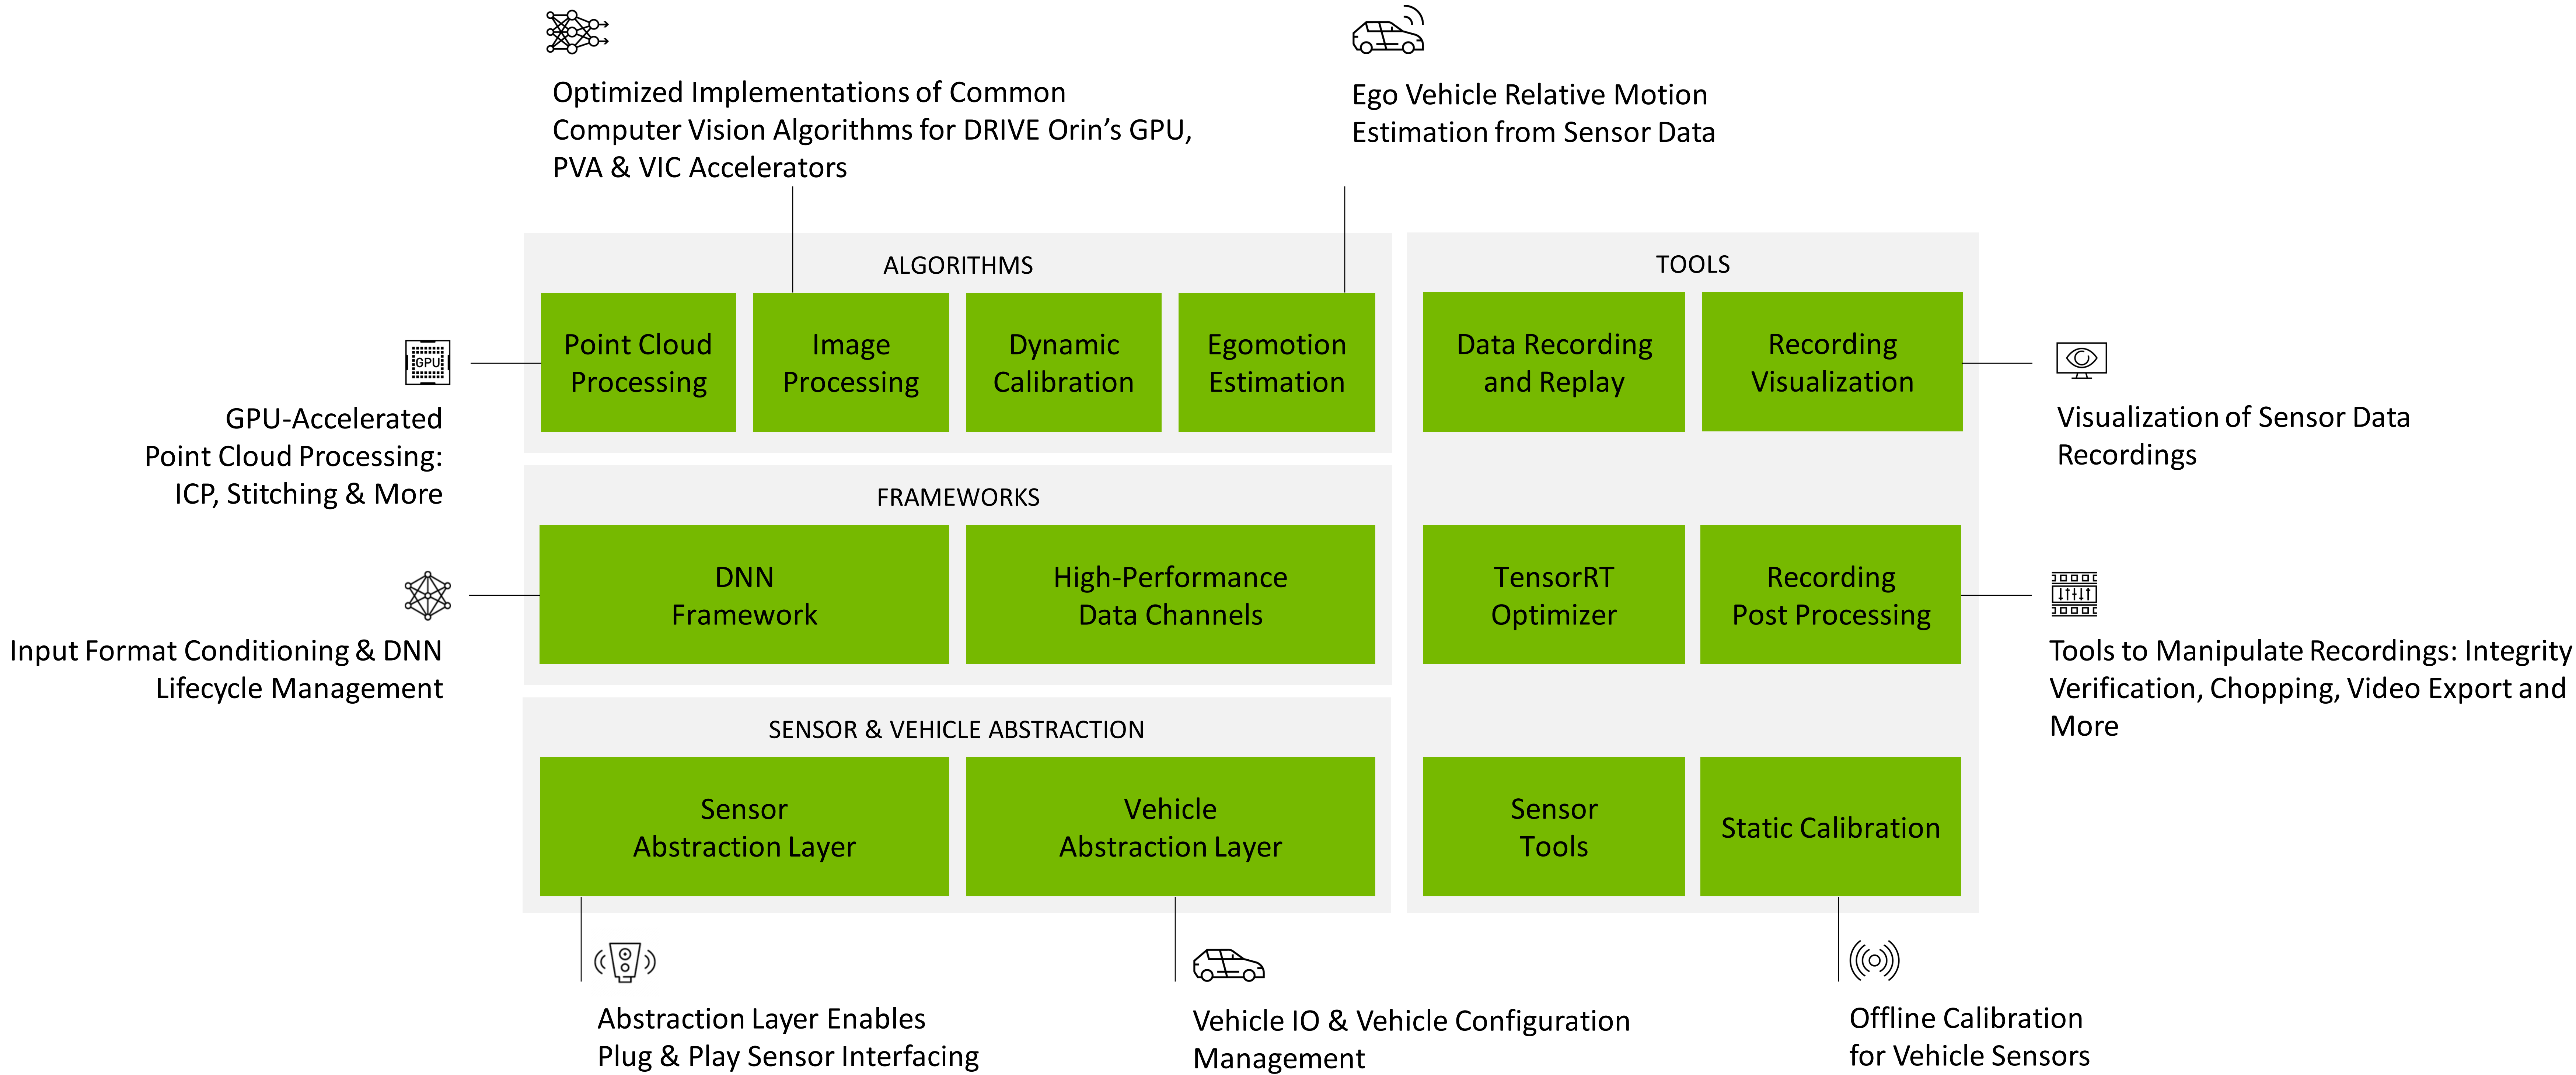 Optimized Implementations of Common
Computer Vision Algorithms for DRIVE Orin’s GPU,
PVA & VIC Accelerators
Ego Vehicle Relative Motion
Estimation from Sensor Data
ALGORITHMS
Point Cloud
Processing
Image
Processing
Dynamic
Calibration
Egomotion
Estimation
TOOLS
Data Recording
and Replay
Recording
Visualization
GPU
GPU-Accelerated
Point Cloud Processing:
ICP, Stitching & More
Visualization of Sensor Data
Recordings
FRAMEWORKS
DNN
Framework
High-Performance
Data Channels
TensorRT
Optimizer
Recording
Post Processing
Input Format Conditioning & DNN
Lifecycle Management
Tools to Manipulate Recordings: Integrity
Verification, Chopping, Video Export and
More
SENSOR & VEHICLE ABSTRACTION
Sensor
Abstraction Layer
Vehicle
Abstraction Layer
Sensor
Tools
Static Calibration
Abstraction Layer Enables
Plug & Play Sensor Interfacing
Vehicle IO & Vehicle Configuration
Management
Offline Calibration
for Vehicle Sensors